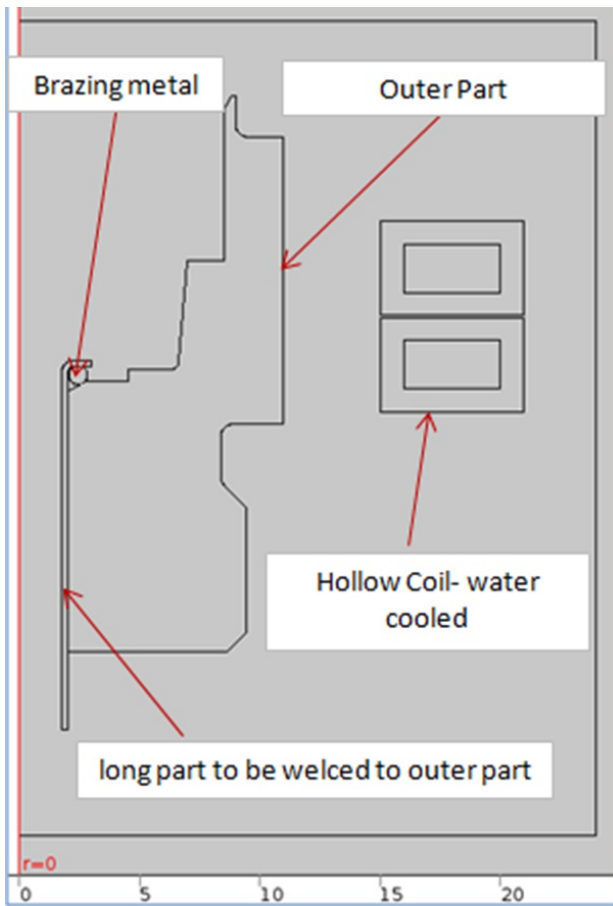 Brazing metal
Outer Part
Hollow Coil- water
cooled
long part to be welced to outer part
r=0
0 5 10 15 20